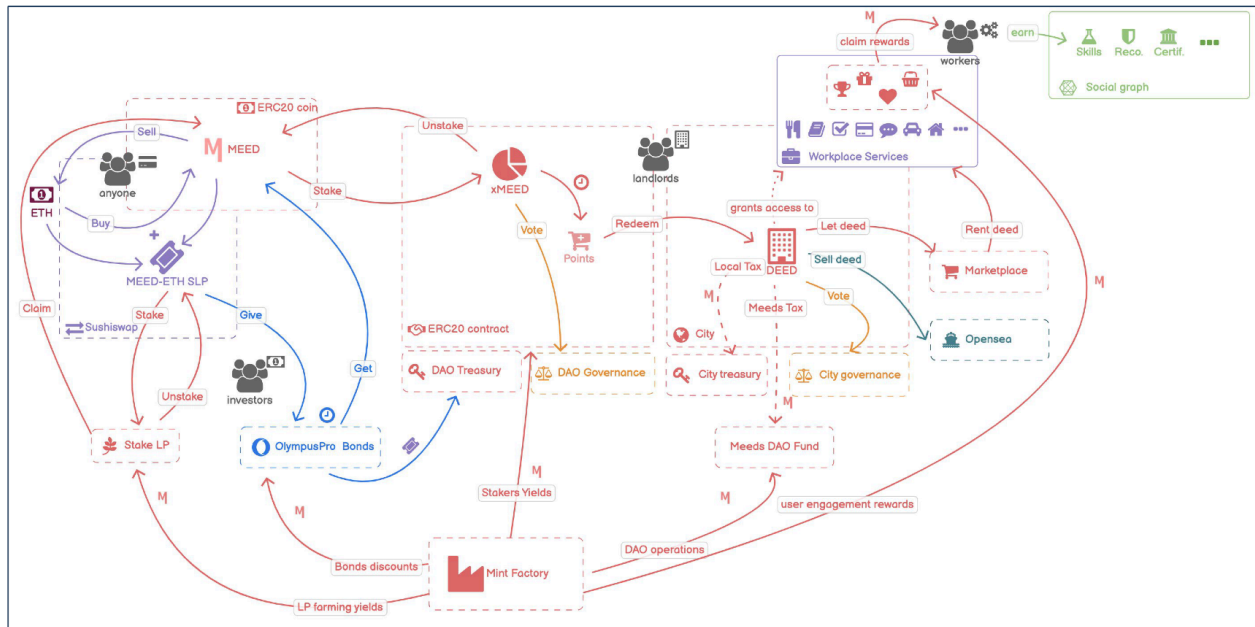 claim rewards
workers
earn
Skills
Reco.
Certif.
Social graph
ERC20 coin
Sell
MEED
Unstake
anyone
landlords
Workplace Services
xMEED
Stake
ETH
Buy
grants access to
Vote
Redeem
Points
Let deed
Rent deed
DEED
Sell deed
Local Tax
Marketplace
MEED-ETH SLP
Vote
Meeds Tax
Claim
Stake
Give
Sushiswap
ERC20 contract
City
Opensea
Get
DAO Treasury
DAO Governance
City treasury
City governance
investors
Unstake
Stake LP
OlympusPro Bonds
Meeds DAO Fund
Stakers Yields
user engagement rewards
DAO operations
Bonds discounts
Mint Factory
LP farming yields